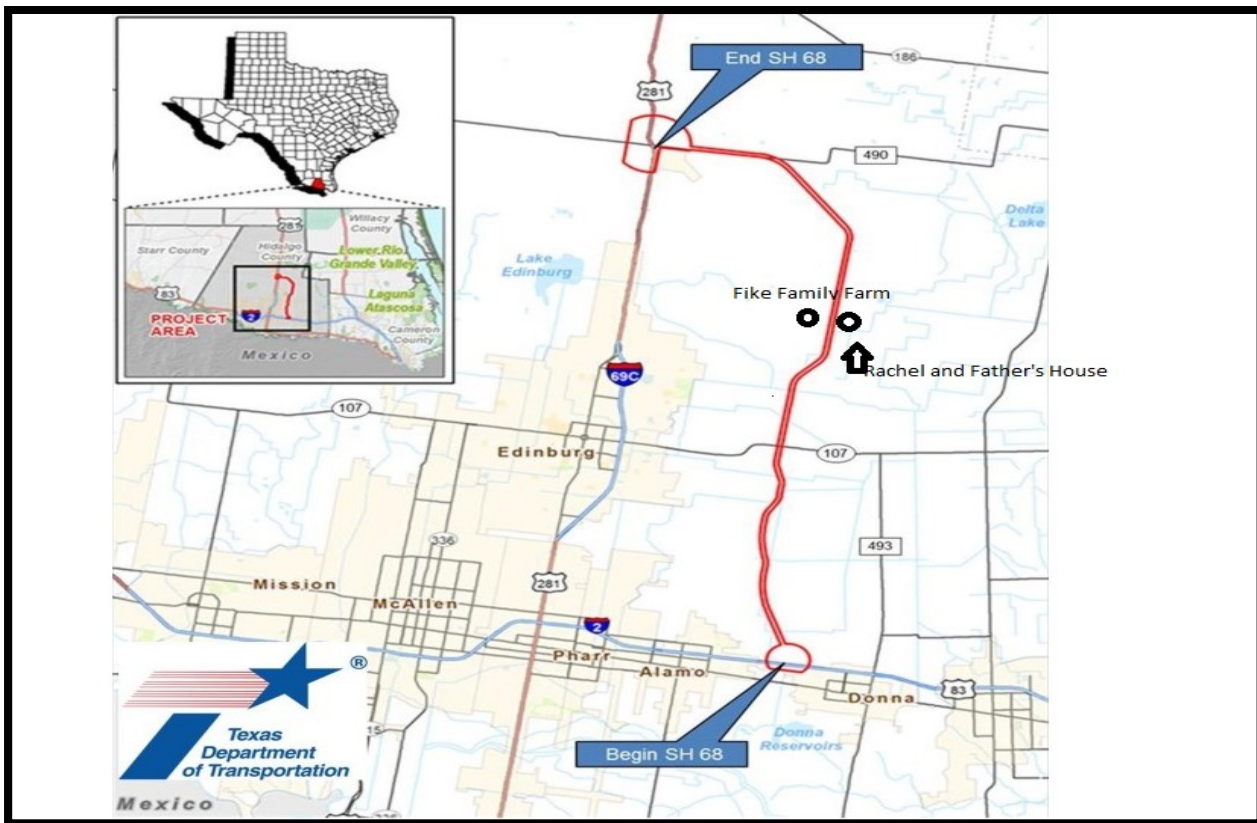 End SH 68
186
281
490
281
Willacy
County
Starr County
Hidalgo
County
Lower Rio
Grande Valley
83
Laguna
Atascosa
2
PROJECT
AREA
Cameron
County
Mexico
Delta
Lake
Lake
Edinburg
Fike Family Farm
Rachel and Father's House
69C
107
Edinburg
107
336
493
281
Mission
McAllen
2
Pharr
Alamo
Donna
83
®
Texas
Department
of Transportation
15
Donna
Reservoirs
Begin SH 68
Mexico